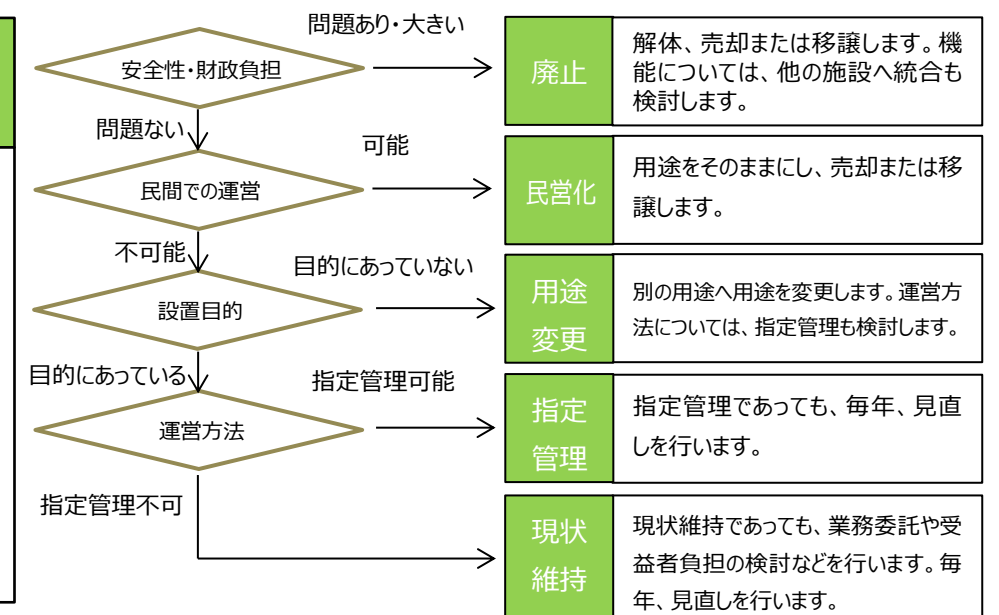 問題あり・大きい
安全性・財政負担
廃止
解体、売却または移譲します。機
能については、他の施設へ統合も
検討します。
問題ない
可能
民間での運営
民営化
用途をそのままにし、売却または移
譲します。
不可能
目的にあっていない
設置目的
用途
変更
別の用途へ用途を変更します。運営方
法については、指定管理も検討します。
目的にあっている
指定管理可能
運営方法
指定
管理
指定管理であっても、毎年、見直
しを行います。
指定管理不可
現状
維持
現状維持であっても、業務委託や受
益者負担の検討などを行います。毎
年、見直しを行います。